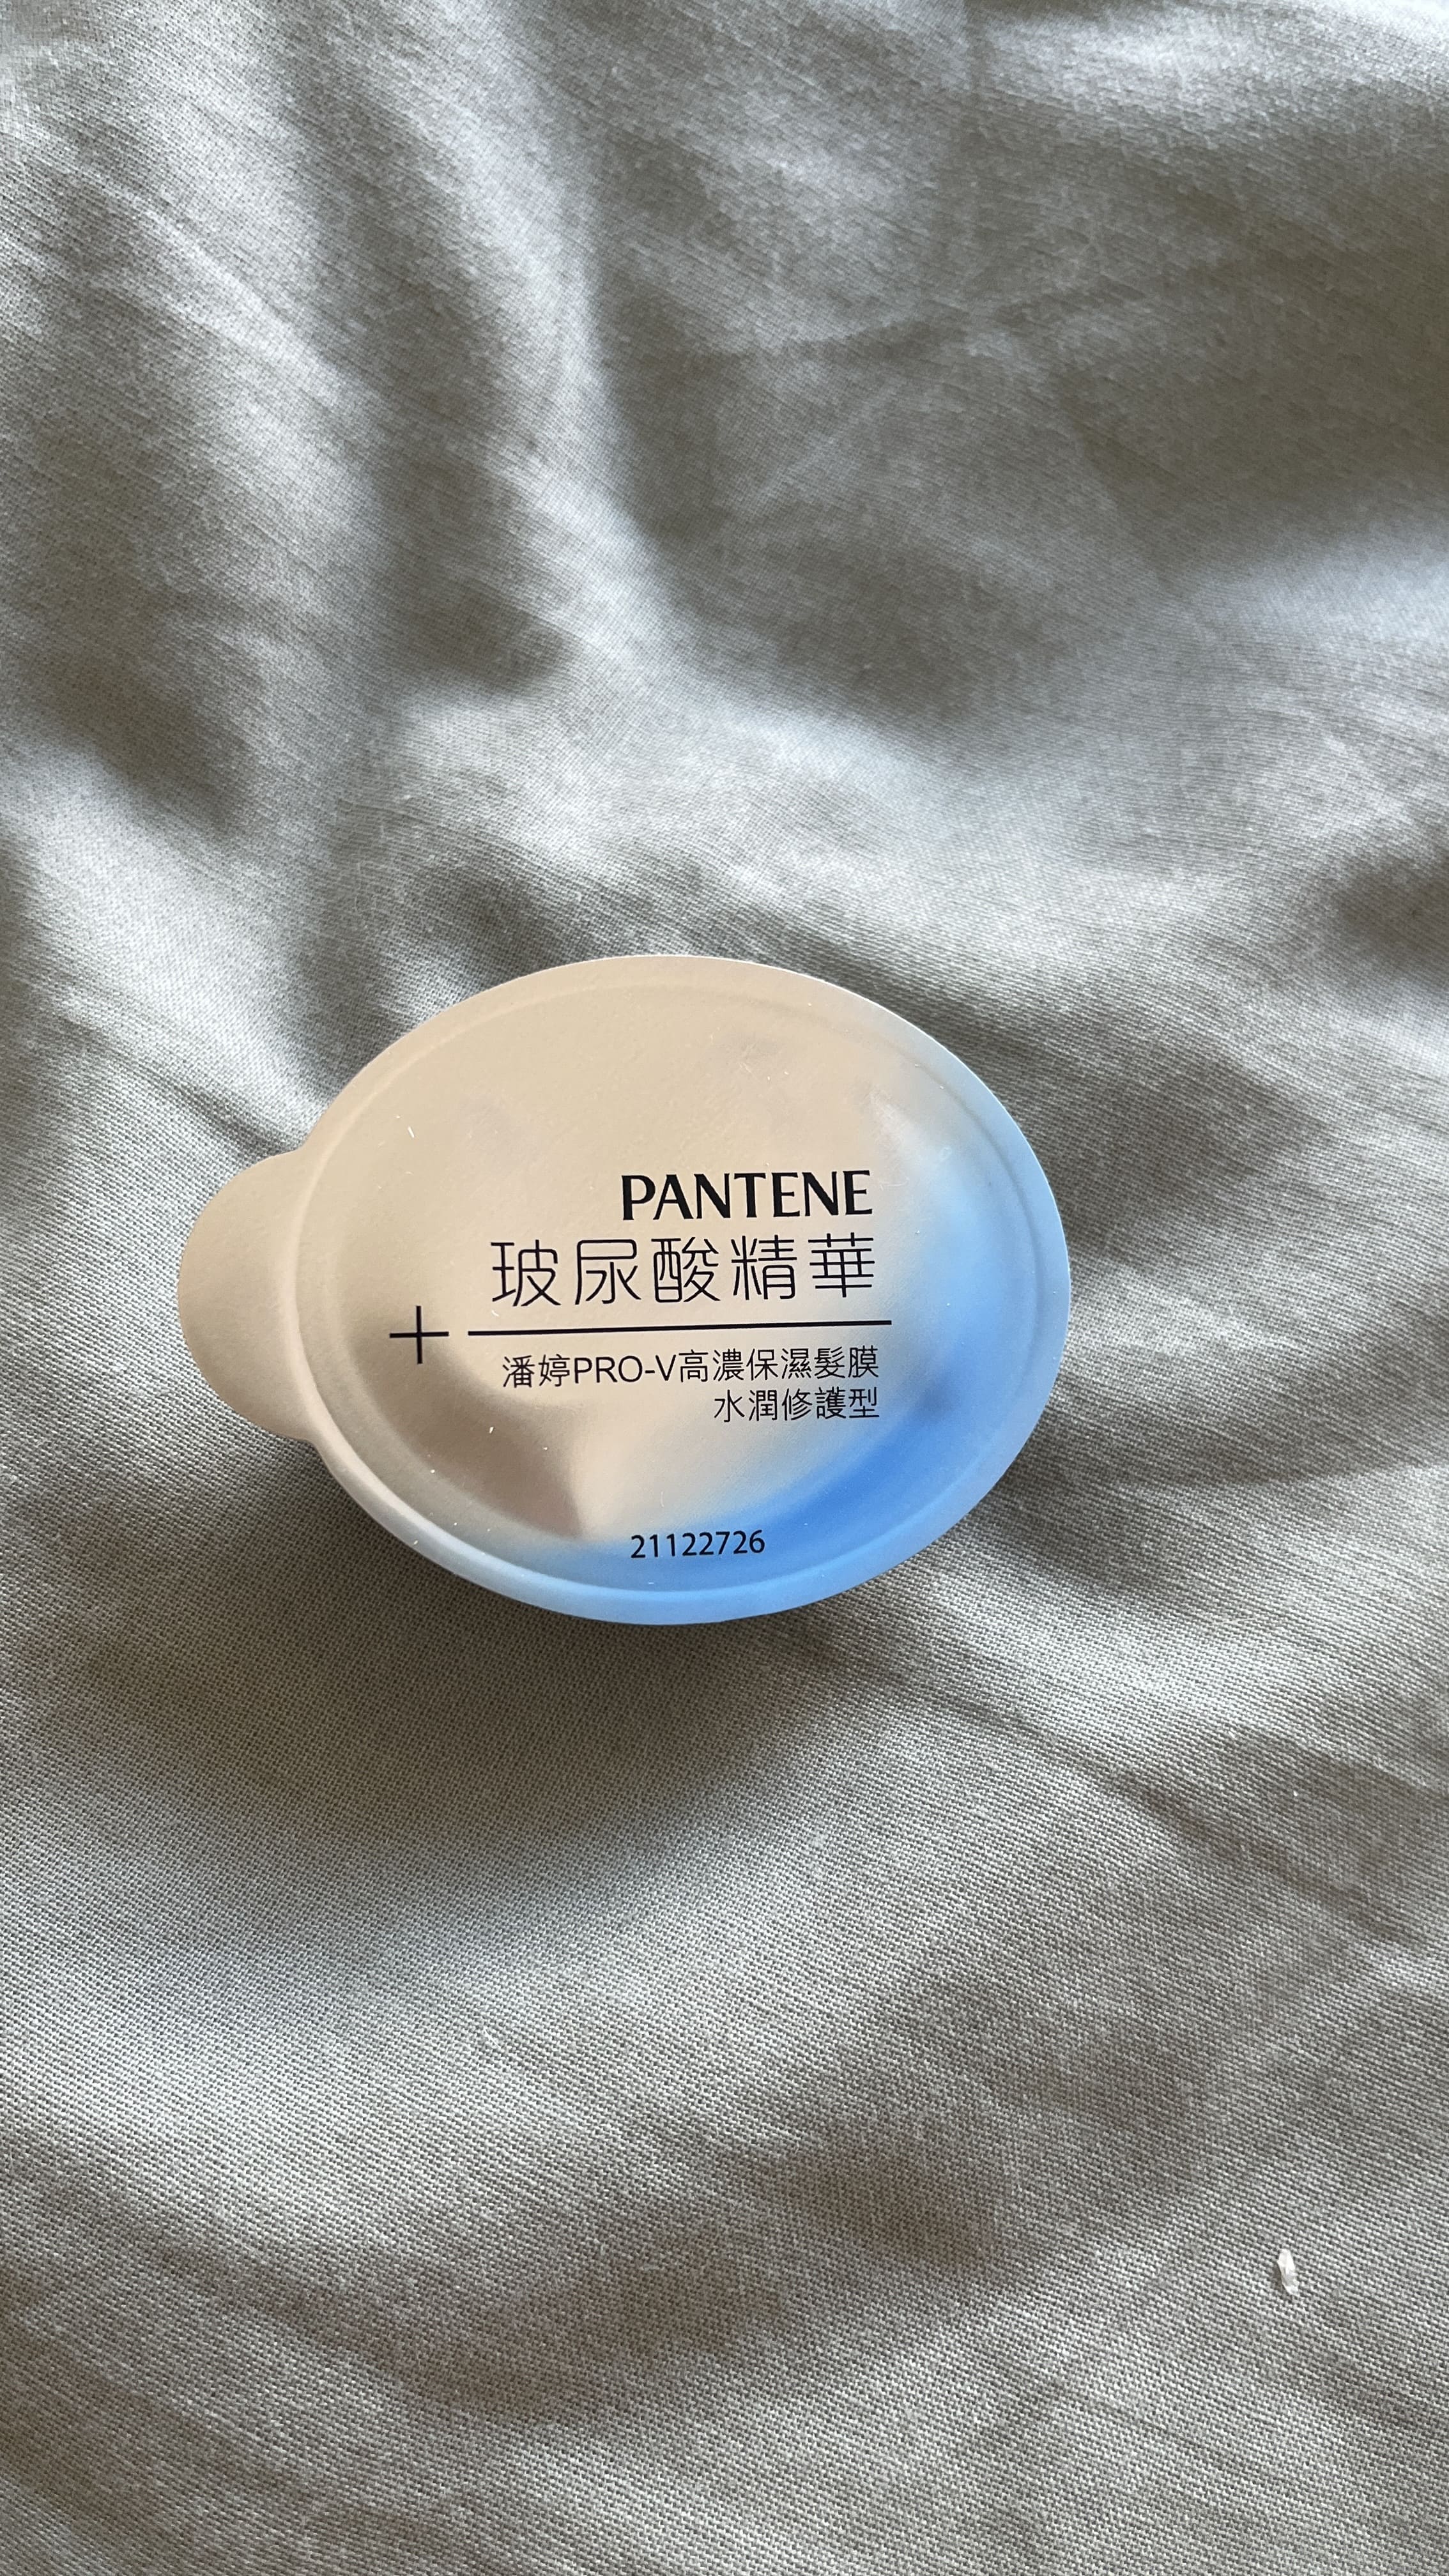 PANTENE
玻尿酸精華
+
潘婷PRO-V高濃保濕髮膜
水潤修護型
21122726